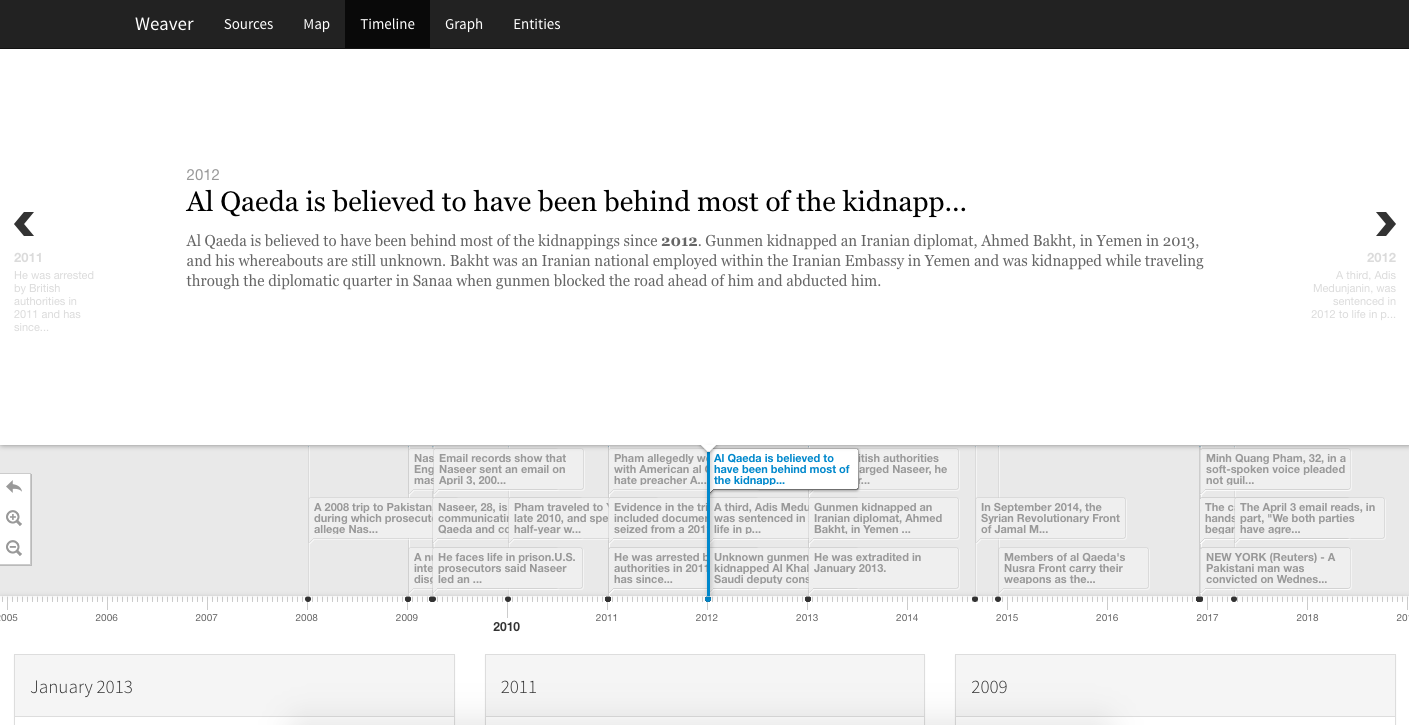 Weaver Sources Map Timeline Graph Entities
2012
Al Qaeda is believed to have been behind most of the kidnapp...
Al Qaeda is believed to have been behind most of the kidnappings since 2012. Gunmen kidnapped an Iranian diplomat, Ahmed Bakht, in Yemen in 2013,
and his whereabouts are still unknown. Bakht was an Iranian national employed within the Iranian Embassy in Yemen and was kidnapped while traveling
through the diplomatic quarter in Sanaa when gunmen blocked the road ahead of him and abducted him.
2011
He was arrested
by British
authorities in
2011 and has
since...
2012
A third, Adis
Medunjanin, was
sentenced in
2012 to life in p...
Nas
Eng
mas
Email records show that
Naseer sent an email on
April 3, 200...
Pham allegedly w
with American al
hate preacher A...
Al Qaeda is believed to
have been behind most of
the kidnapp...
itish authorities
arged Naseer, he
r...
Minh Quang Pham, 32, in a
soft-spoken voice pleaded
not guil...
A 2008 trip to Pakistan
during which prosecut
allege Nas...
Naseer, 28, is
communicati
Qaeda and co
Pham traveled to
late 2010, and spe
half-year w...
Evidence in the tri
included documen
seized from a 201
A third, Adis Medu
was sentenced in
life in p...
Gunmen kidnapped an
Iranian diplomat, Ahmed
Bakht, in Yemen ...
In September 2014, the
Syrian Revolutionary Front
of Jamal M...
The c
hands
began
The April 3 email reads, in
part, "We both parties
have agre...
A nu
inte
disg
He faces life in prison.U.S.
prosecutors said Naseer
led an ...
He was arrested b
authorities in 2011
has since...
Unknown gunmen
kidnapped Al Khal
Saudi deputy cons
He was extradited in
January 2013.
Members of al Qaeda's
Nusra Front carry their
weapons as the...
NEW YORK (Reuters) - A
Pakistani man was
convicted on Wednes...
2005 2006 2007 2008 2009 2010 2011 2012 2013 2014 2015 2016 2017 2018 20
January 2013
2011
2009